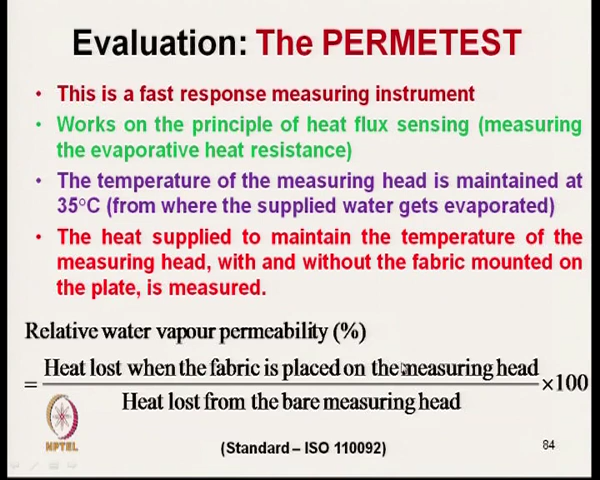 Evaluation: The PERMETEST
• This is a fast response measuring instrument
• Works on the principle of heat flux sensing (measuring
the evaporative heat resistance)
• The temperature of the measuring head is maintained at
35°C (from where the supplied water gets evaporated)
• The heat supplied to maintain the temperature of the
measuring head, with and without the fabric mounted on
the plate, is measured.
Relative water vapour permeability (%)
= Heat lost when the fabric is placed on the measuring head
×100
Heat lost from the bare measuring head
NPTEL
(Standard – ISO 110092)
84